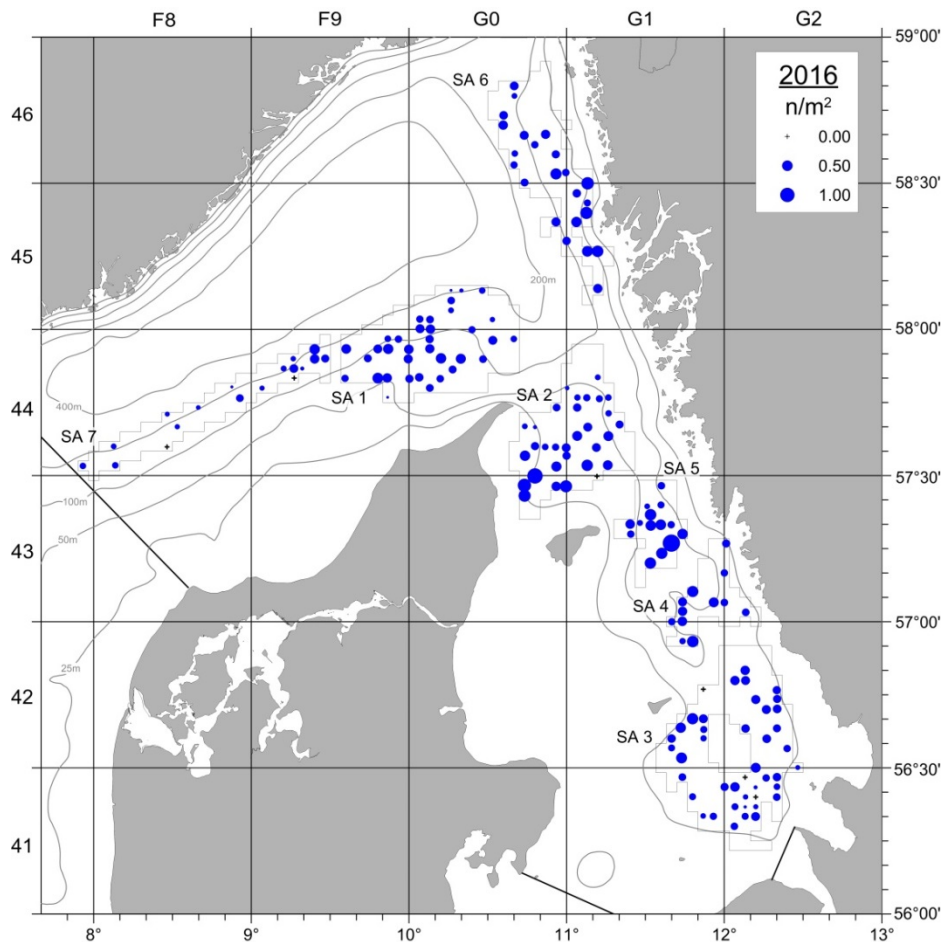 F8 F9 G0 G1 G2
59°00'
SA 6
2016
n/m²
0.00
0.50
1.00
46
58°30'
45
200m
58°00'
400m
44
SA 1
SA 2
SA 7
SA 5
100m
57°30'
50m
43
SA 4
57°00'
25m
42
SA 3
56°30'
41
56°00'
8° 9° 10° 11° 12° 13°